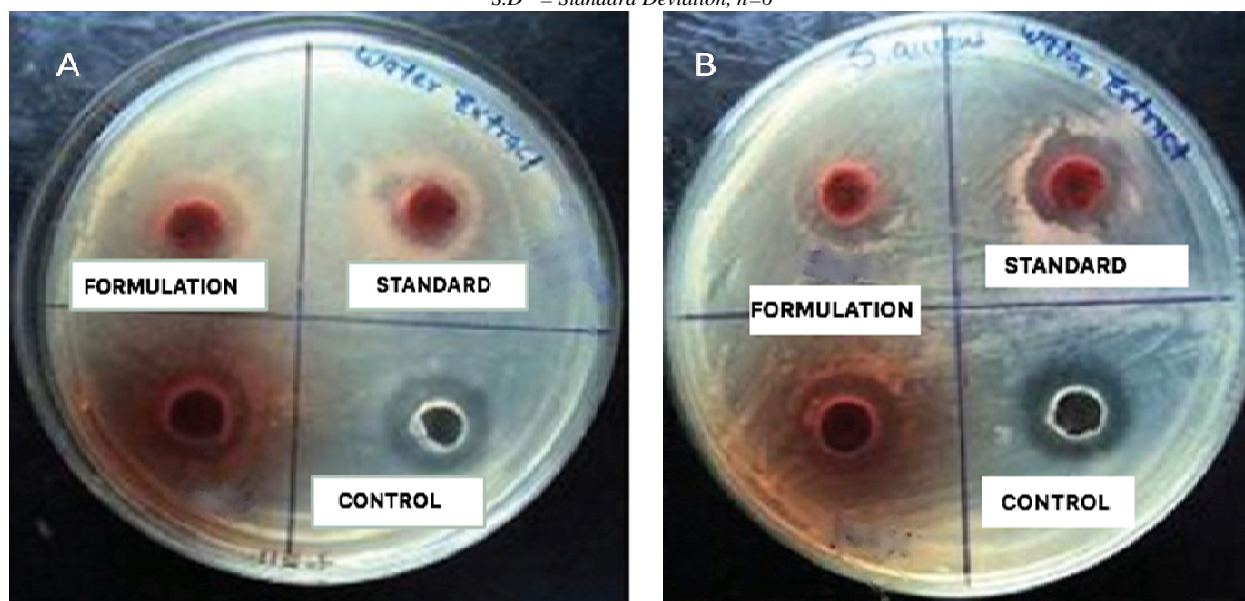 S.D = Standard Deviation, n=6
A
Water Extract
FORMULATION
STANDARD
CONTROL
B
S. aureus
Water Extract
STANDARD
FORMULATION
CONTROL